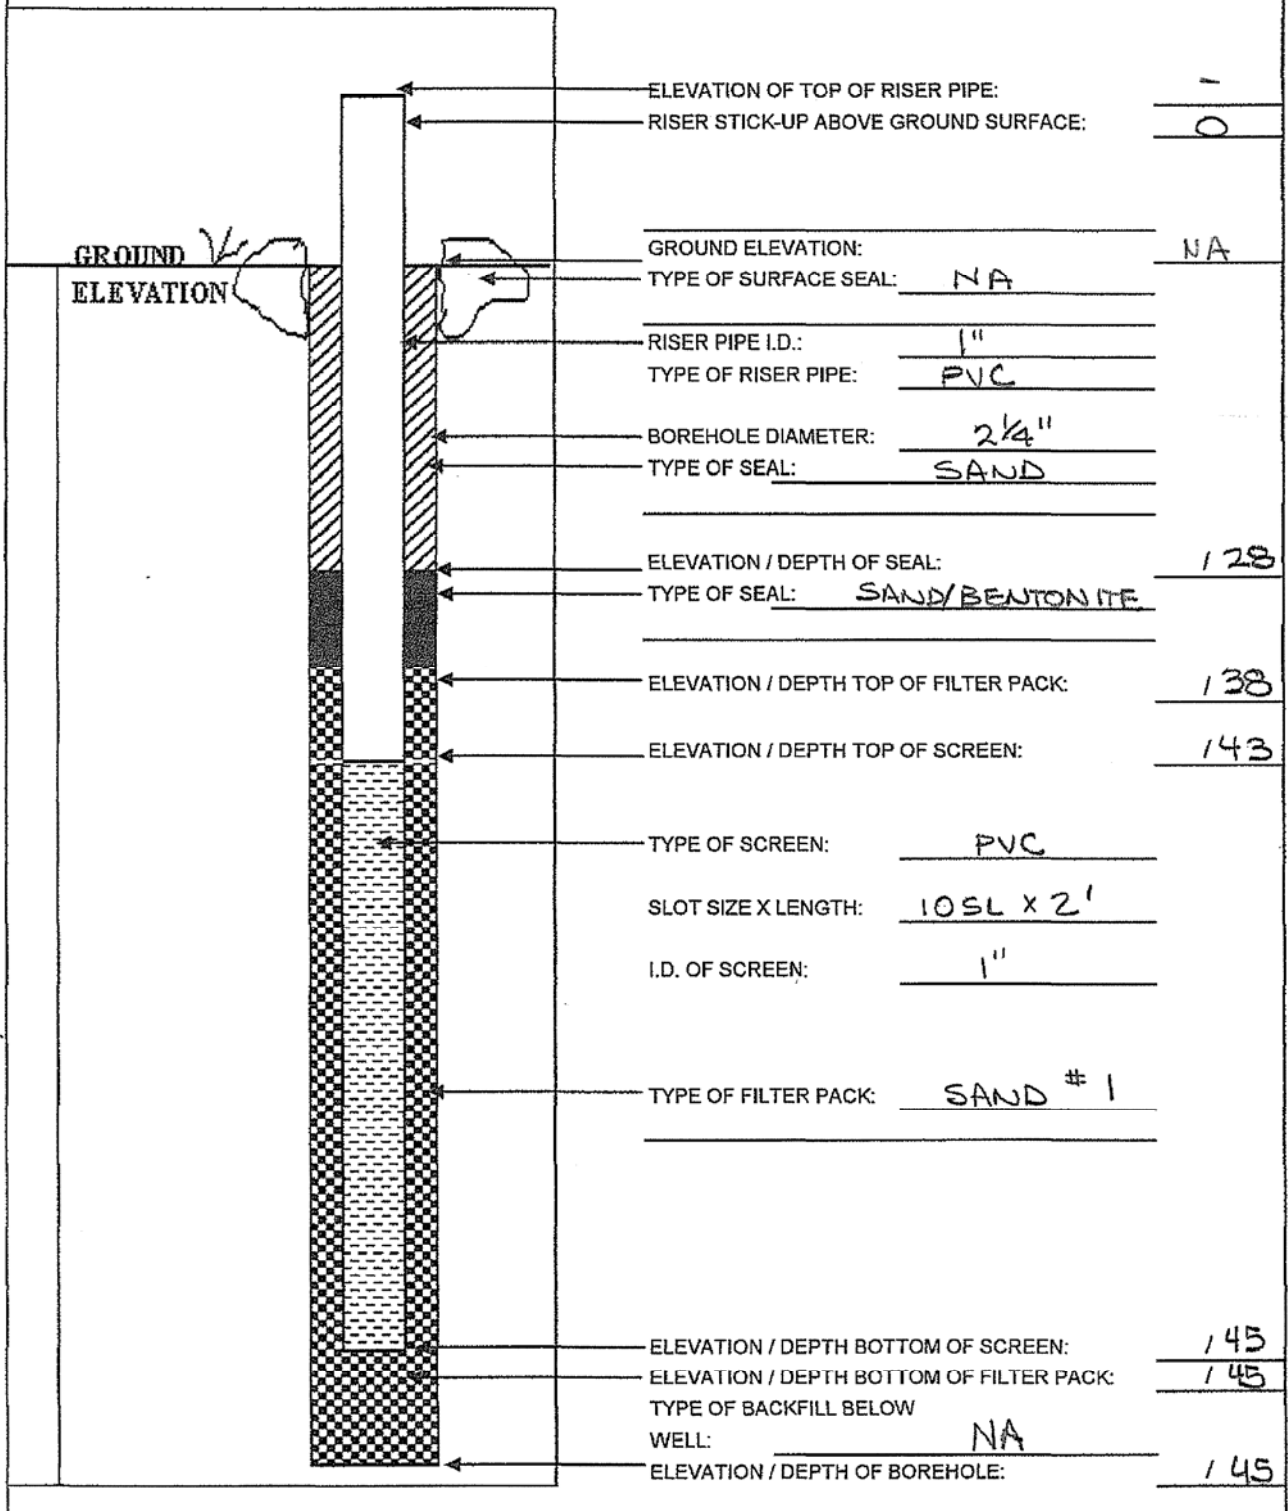 ELEVATION OF TOP OF RISER PIPE: -
RISER STICK-UP ABOVE GROUND SURFACE: 0
GROUND
ELEVATION
GROUND ELEVATION: NA
TYPE OF SURFACE SEAL: NA
RISER PIPE I.D.: 1"
TYPE OF RISER PIPE: PVC
BOREHOLE DIAMETER: 2 1/4"
TYPE OF SEAL: SAND
ELEVATION / DEPTH OF SEAL: / 28
TYPE OF SEAL: SAND/BENTONITE
ELEVATION / DEPTH TOP OF FILTER PACK: / 38
ELEVATION / DEPTH TOP OF SCREEN: / 43
TYPE OF SCREEN: PVC
SLOT SIZE X LENGTH: 10SL X 2'
I.D. OF SCREEN: 1"
TYPE OF FILTER PACK: SAND # 1
ELEVATION / DEPTH BOTTOM OF SCREEN: / 45
ELEVATION / DEPTH BOTTOM OF FILTER PACK: / 45
TYPE OF BACKFILL BELOW
WELL: NA
ELEVATION / DEPTH OF BOREHOLE: / 45